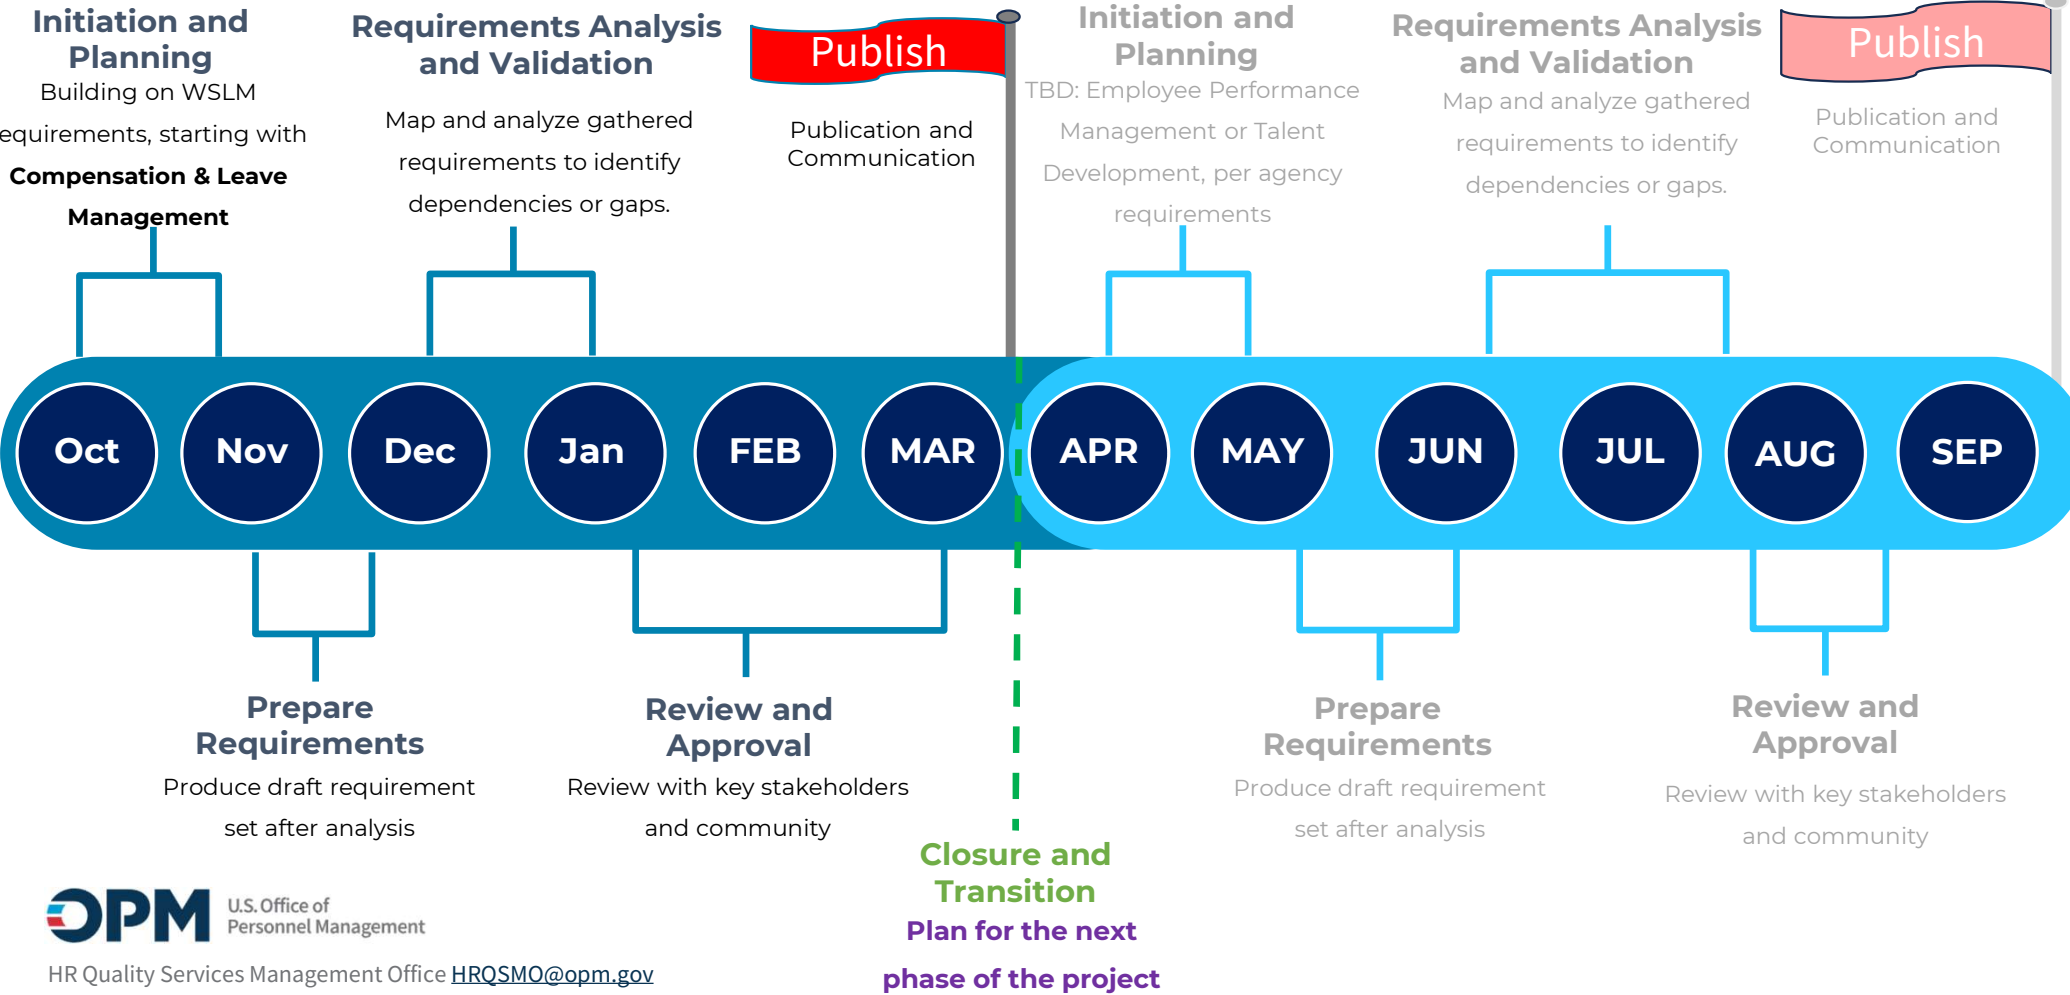 Initiation and
Planning
Building on WSLM
equirements, starting with
Compensation & Leave
Management
Requirements Analysis
and Validation
Map and analyze gathered
requirements to identify
dependencies or gaps.
Publish
Publication and
Communication
Initiation and
Planning
TBD: Employee Performance
Management or Talent
Development, per agency
requirements
Requirements Analysis
and Validation
Map and analyze gathered
requirements to identify
dependencies or gaps.
Publish
Publication and
Communication
Oct Nov Dec Jan FEB MAR APR MAY JUN JUL AUG SEP
Prepare
Requirements
Produce draft requirement
set after analysis
Review and
Approval
Review with key stakeholders
and community
Closure and
Transition
Plan for the next
phase of the project
Prepare
Requirements
Produce draft requirement
set after analysis
Review and
Approval
Review with key stakeholders
and community
OPM
U.S. Office of
Personnel Management
HR Quality Services Management Office HRQSMO@opm.gov